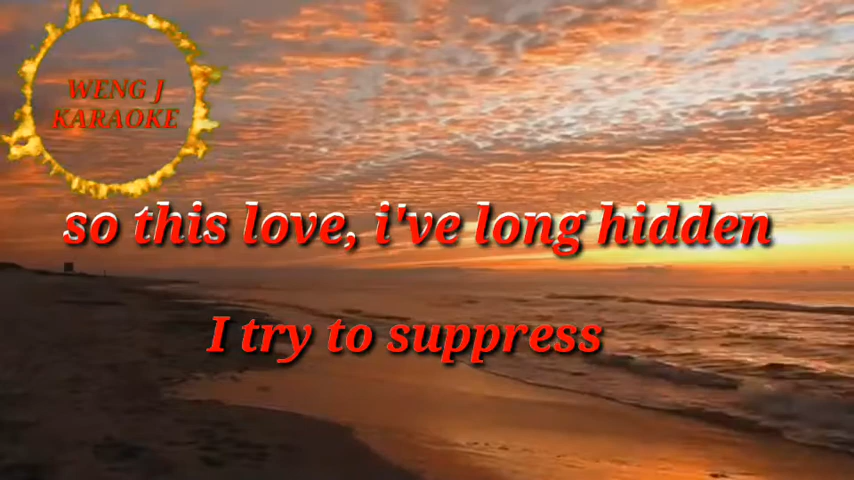 WENG J
KARAOKE
so this love, i've long hidden
I try to suppress